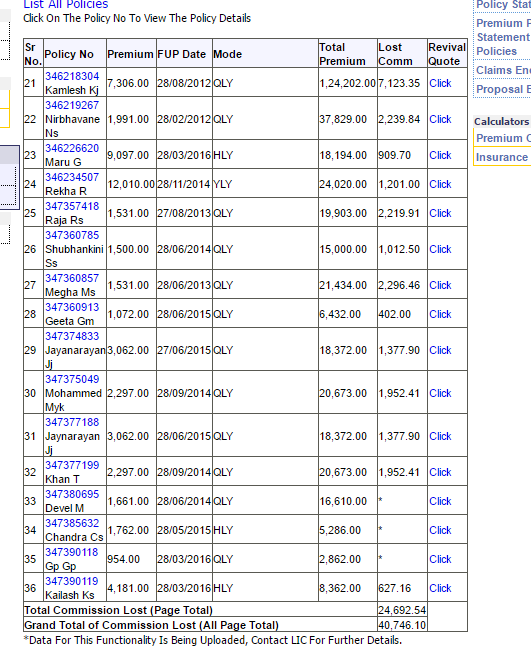 List All Policies
Click On The Policy No To View The Policy Details
Sr No. Policy No Premium FUP Date Mode Total Premium Lost Comm Revival Quote
21 346218304 Kamlesh Kj 7,306.00 28/08/2012 QLY 1,24,202.00 7,123.35 Click
22 346219267 Nirbhavane Ns 1,991.00 28/02/2012 QLY 37,829.00 2,239.84 Click
23 346226620 Maru G 9,097.00 28/03/2016 HLY 18,194.00 909.70 Click
24 346234507 Rekha R 12,010.00 28/11/2014 YLY 24,020.00 1,201.00 Click
25 347357418 Raja Rs 1,531.00 27/08/2013 QLY 19,903.00 2,219.91 Click
26 347360785 Shubhankini Ss 1,500.00 28/06/2014 QLY 15,000.00 1,012.50 Click
27 347360857 Megha Ms 1,531.00 28/06/2013 QLY 21,434.00 2,296.46 Click
28 347360913 Geeta Gm 1,072.00 28/06/2015 QLY 6,432.00 402.00 Click
29 347374833 Jayanarayan Jj 3,062.00 27/06/2015 QLY 18,372.00 1,377.90 Click
30 347375049 Mohammed Myk 2,297.00 28/09/2014 QLY 20,673.00 1,952.41 Click
31 347377188 Jaynarayan Jj 3,062.00 28/06/2015 QLY 18,372.00 1,377.90 Click
32 347377199 Khan T 2,297.00 28/09/2014 QLY 20,673.00 1,952.41 Click
33 347380695 Devel M 1,661.00 28/06/2014 QLY 16,610.00 * Click
34 347385632 Chandra Cs 1,762.00 28/05/2015 HLY 5,286.00 * Click
35 347390118 Gp Gp 954.00 28/03/2016 QLY 2,862.00 * Click
36 347390119 Kailash Ks 4,181.00 28/03/2016 HLY 8,362.00 627.16 Click
Total Commission Lost (Page Total) 24,692.54
Grand Total of Commission Lost (All Page Total) 40,746.10
*Data For This Functionality Is Being Uploaded, Contact LIC For Further Details.
Policy Stat
Premium P
Statement
Policies
Claims Enq
Proposal E
Calculators
Premium C
Insurance